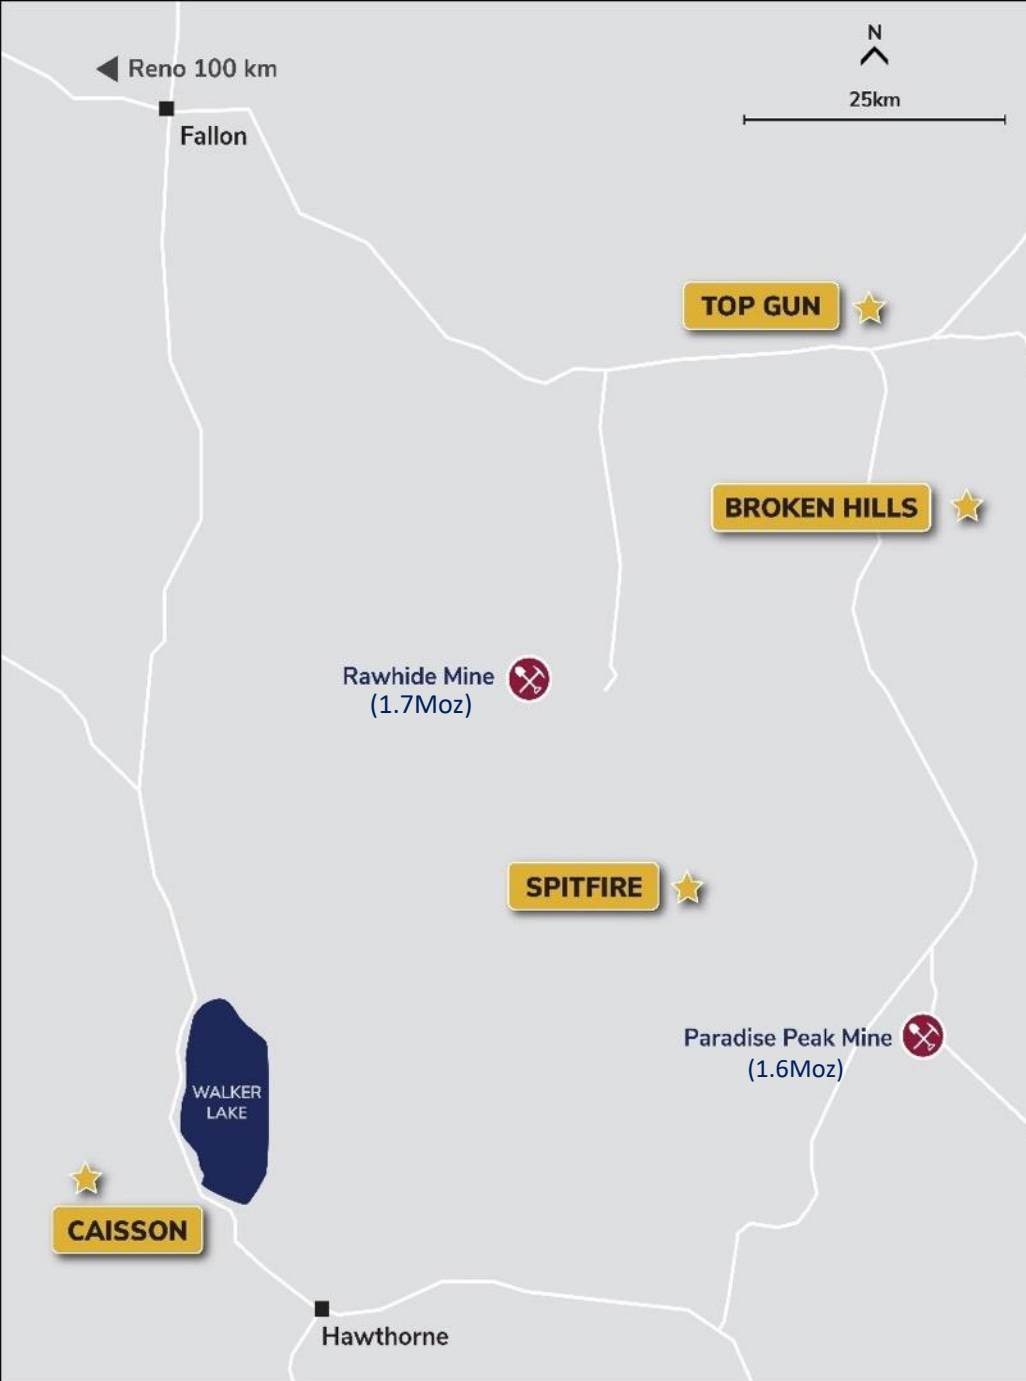 N
Reno 100 km
25km
Fallon
TOP GUN
BROKEN HILLS
Rawhide Mine
(1.7Moz)
SPITFIRE
Paradise Peak Mine
(1.6Moz)
WALKER
LAKE
CAISSON
Hawthorne